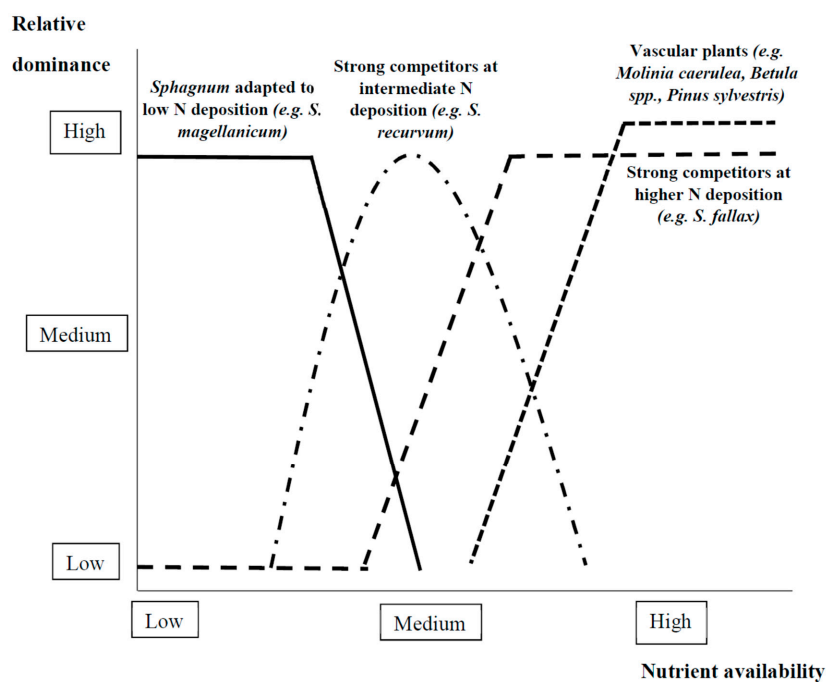 Relative
dominance
Sphagnum adapted to
low N deposition (e.g. S.
magellanicum)
Strong competitors at
intermediate N
deposition (e.g. S.
recurvum)
Vascular plants (e.g.
Molinia caerulea, Betula
spp., Pinus sylvestris)
High
Strong competitors at
higher N deposition
(e.g. S. fallax)
Medium
Low
Low
Medium
High
Nutrient availability